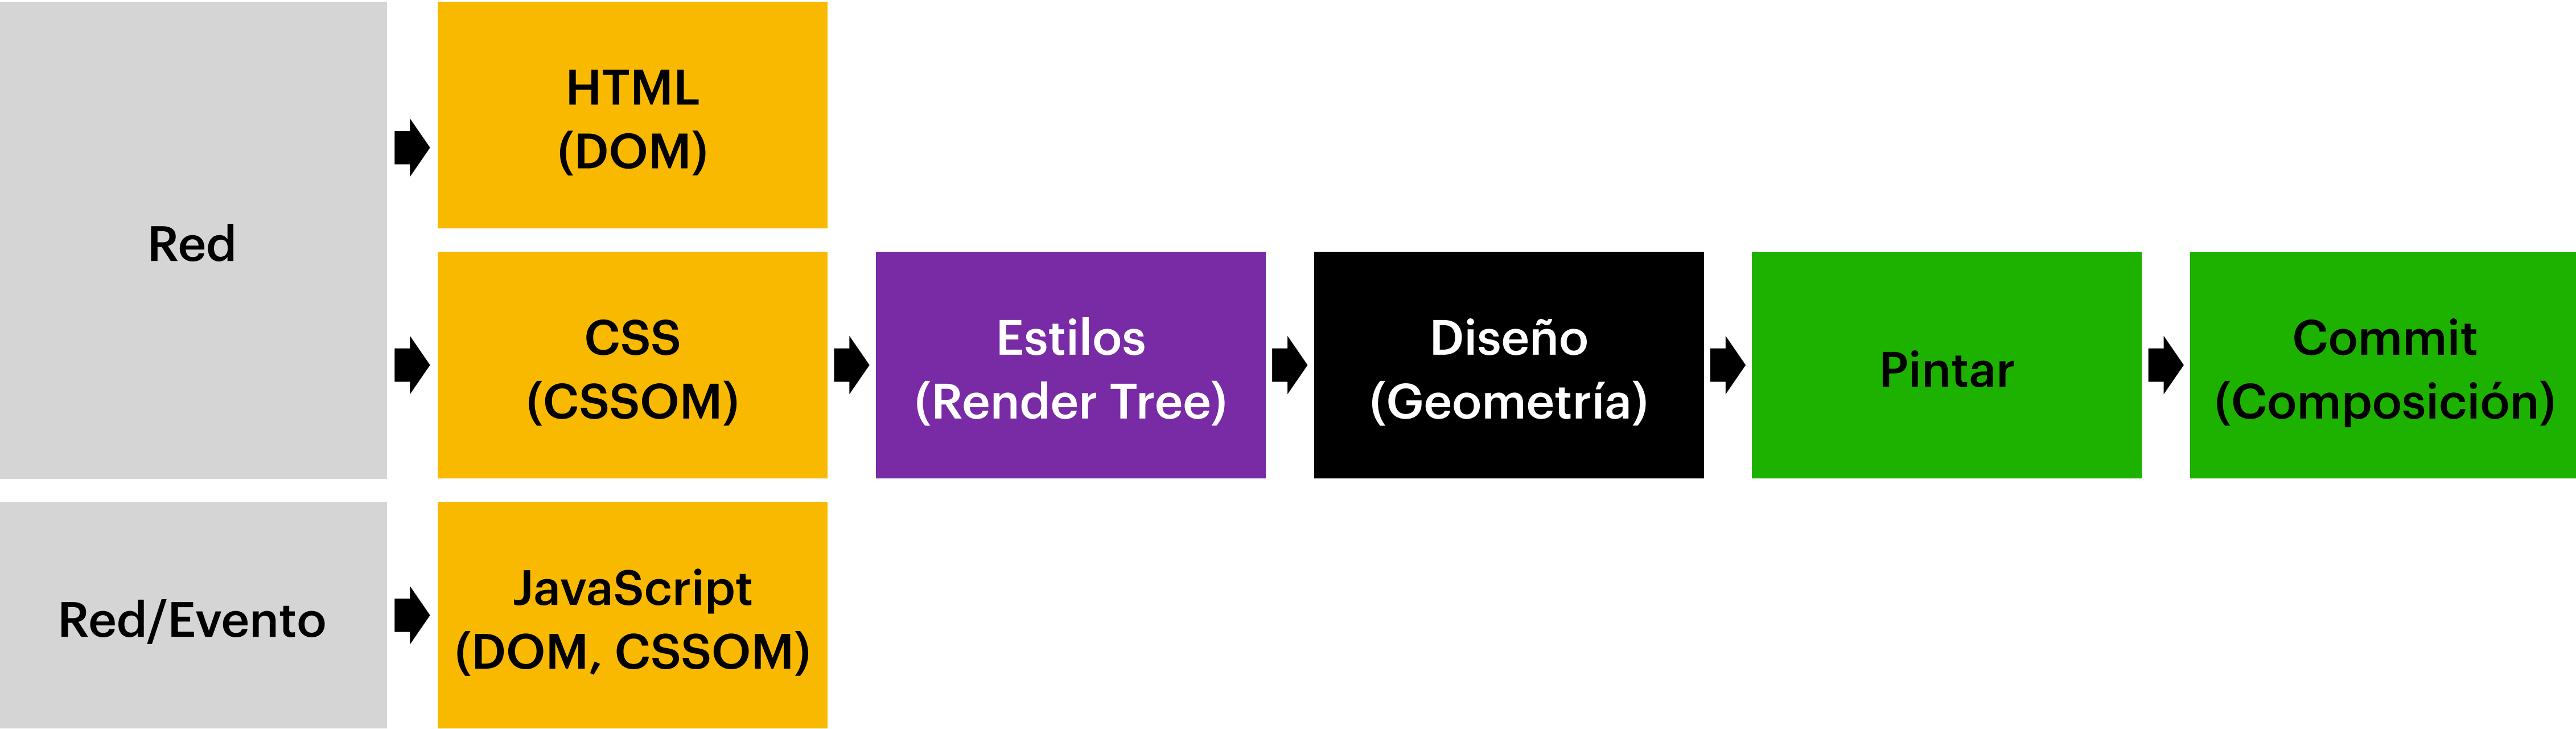 Red
HTML
(DOM)
CSS
(CSSOM)
Estilos
(Render Tree)
Diseño
(Geometría)
Pintar
Commit
(Composición)
Red/Evento
JavaScript
(DOM, CSSOM)